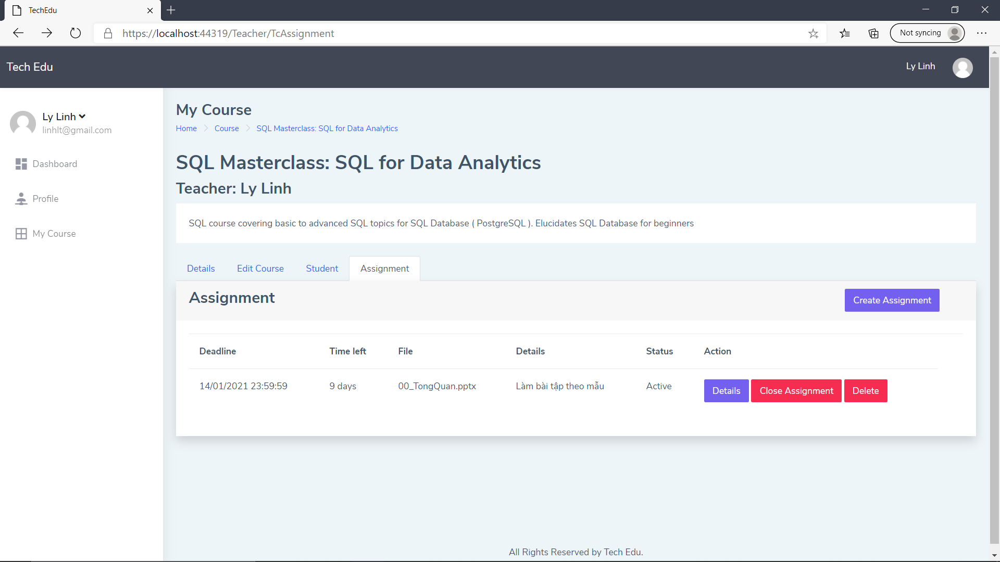 TechEdu
https://localhost:44319/Teacher/TcAssignment
Not syncing
Tech Edu
Ly Linh
Ly Linh
linhlt@gmail.com
Dashboard
Profile
My Course
My Course
Home Course SQL Masterclass: SQL for Data Analytics
SQL Masterclass: SQL for Data Analytics
Teacher: Ly Linh
SQL course covering basic to advanced SQL topics for SQL Database ( PostgreSQL ). Elucidates SQL Database for beginners
Details Edit Course Student Assignment
Assignment
Create Assignment
Deadline Time left File Details Status Action
14/01/2021 23:59:59 9 days 00_TongQuan.pptx Làm bài tập theo mẫu Active Details Close Assignment Delete
All Rights Reserved by Tech Edu.